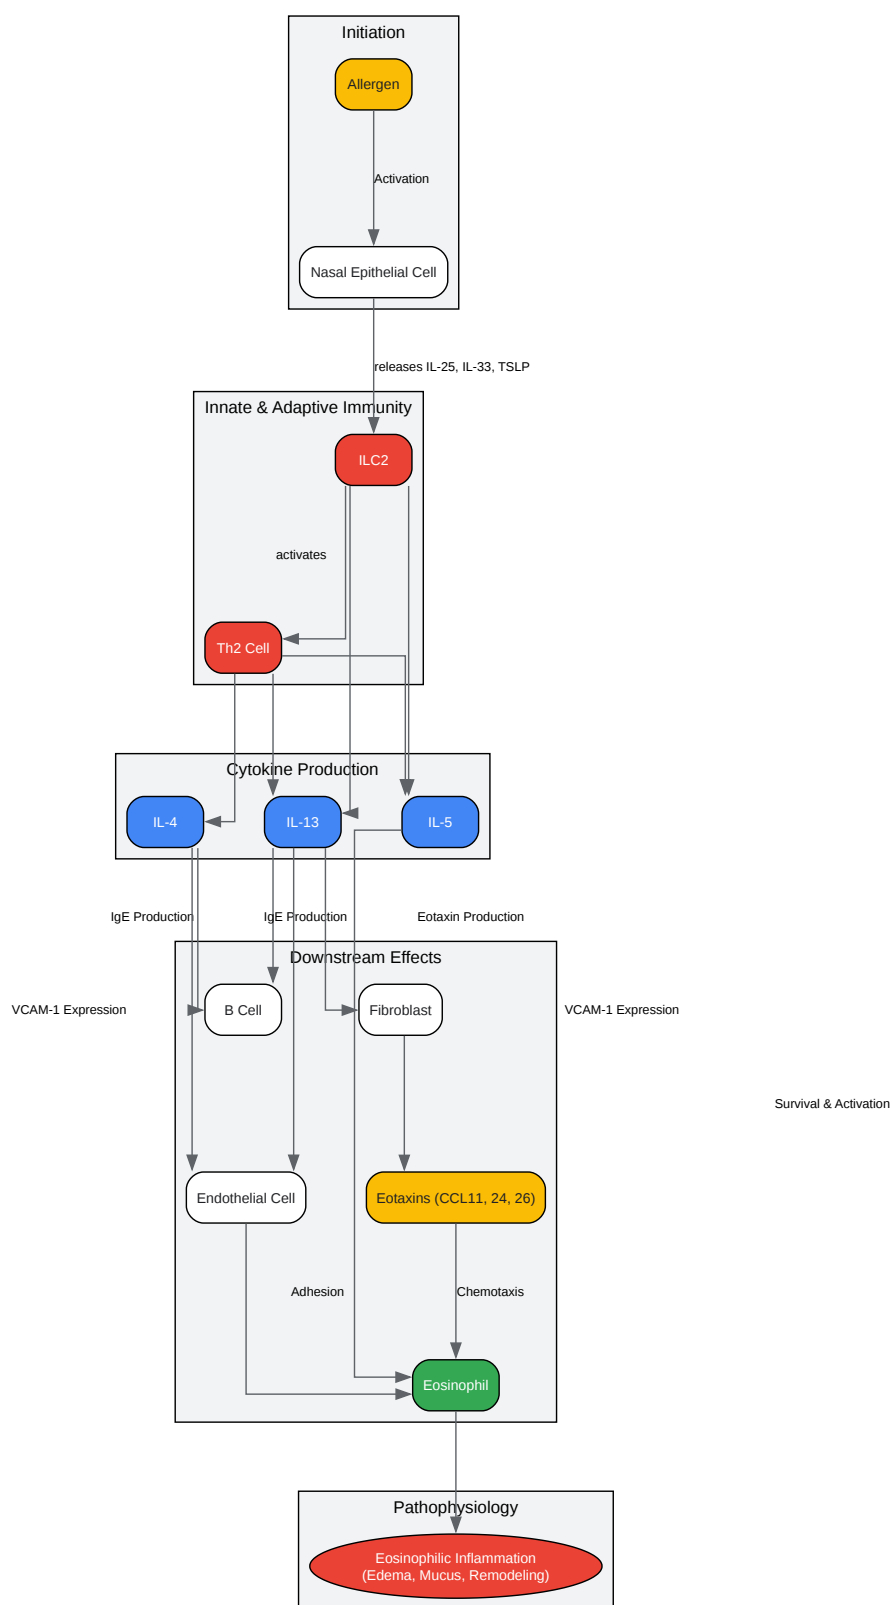 Initiation
Allergen
Activation
Nasal Epithelial Cell
releases IL-25, IL-33, TSLP
Innate & Adaptive Immunity
ILC2
activates
Th2 Cell
Cytokine Production
IL-4
IL-13
IL-5
IgE Production
IgE Production
Eotaxin Production
Downstream Effects
VCAM-1 Expression
B Cell
Fibroblast
VCAM-1 Expression
Survival & Activation
Endothelial Cell
Eotaxins (CCL11, 24, 26)
Adhesion
Chemotaxis
Eosinophil
Pathophysiology
Eosinophilic Inflammation
(Edema, Mucus, Remodeling)